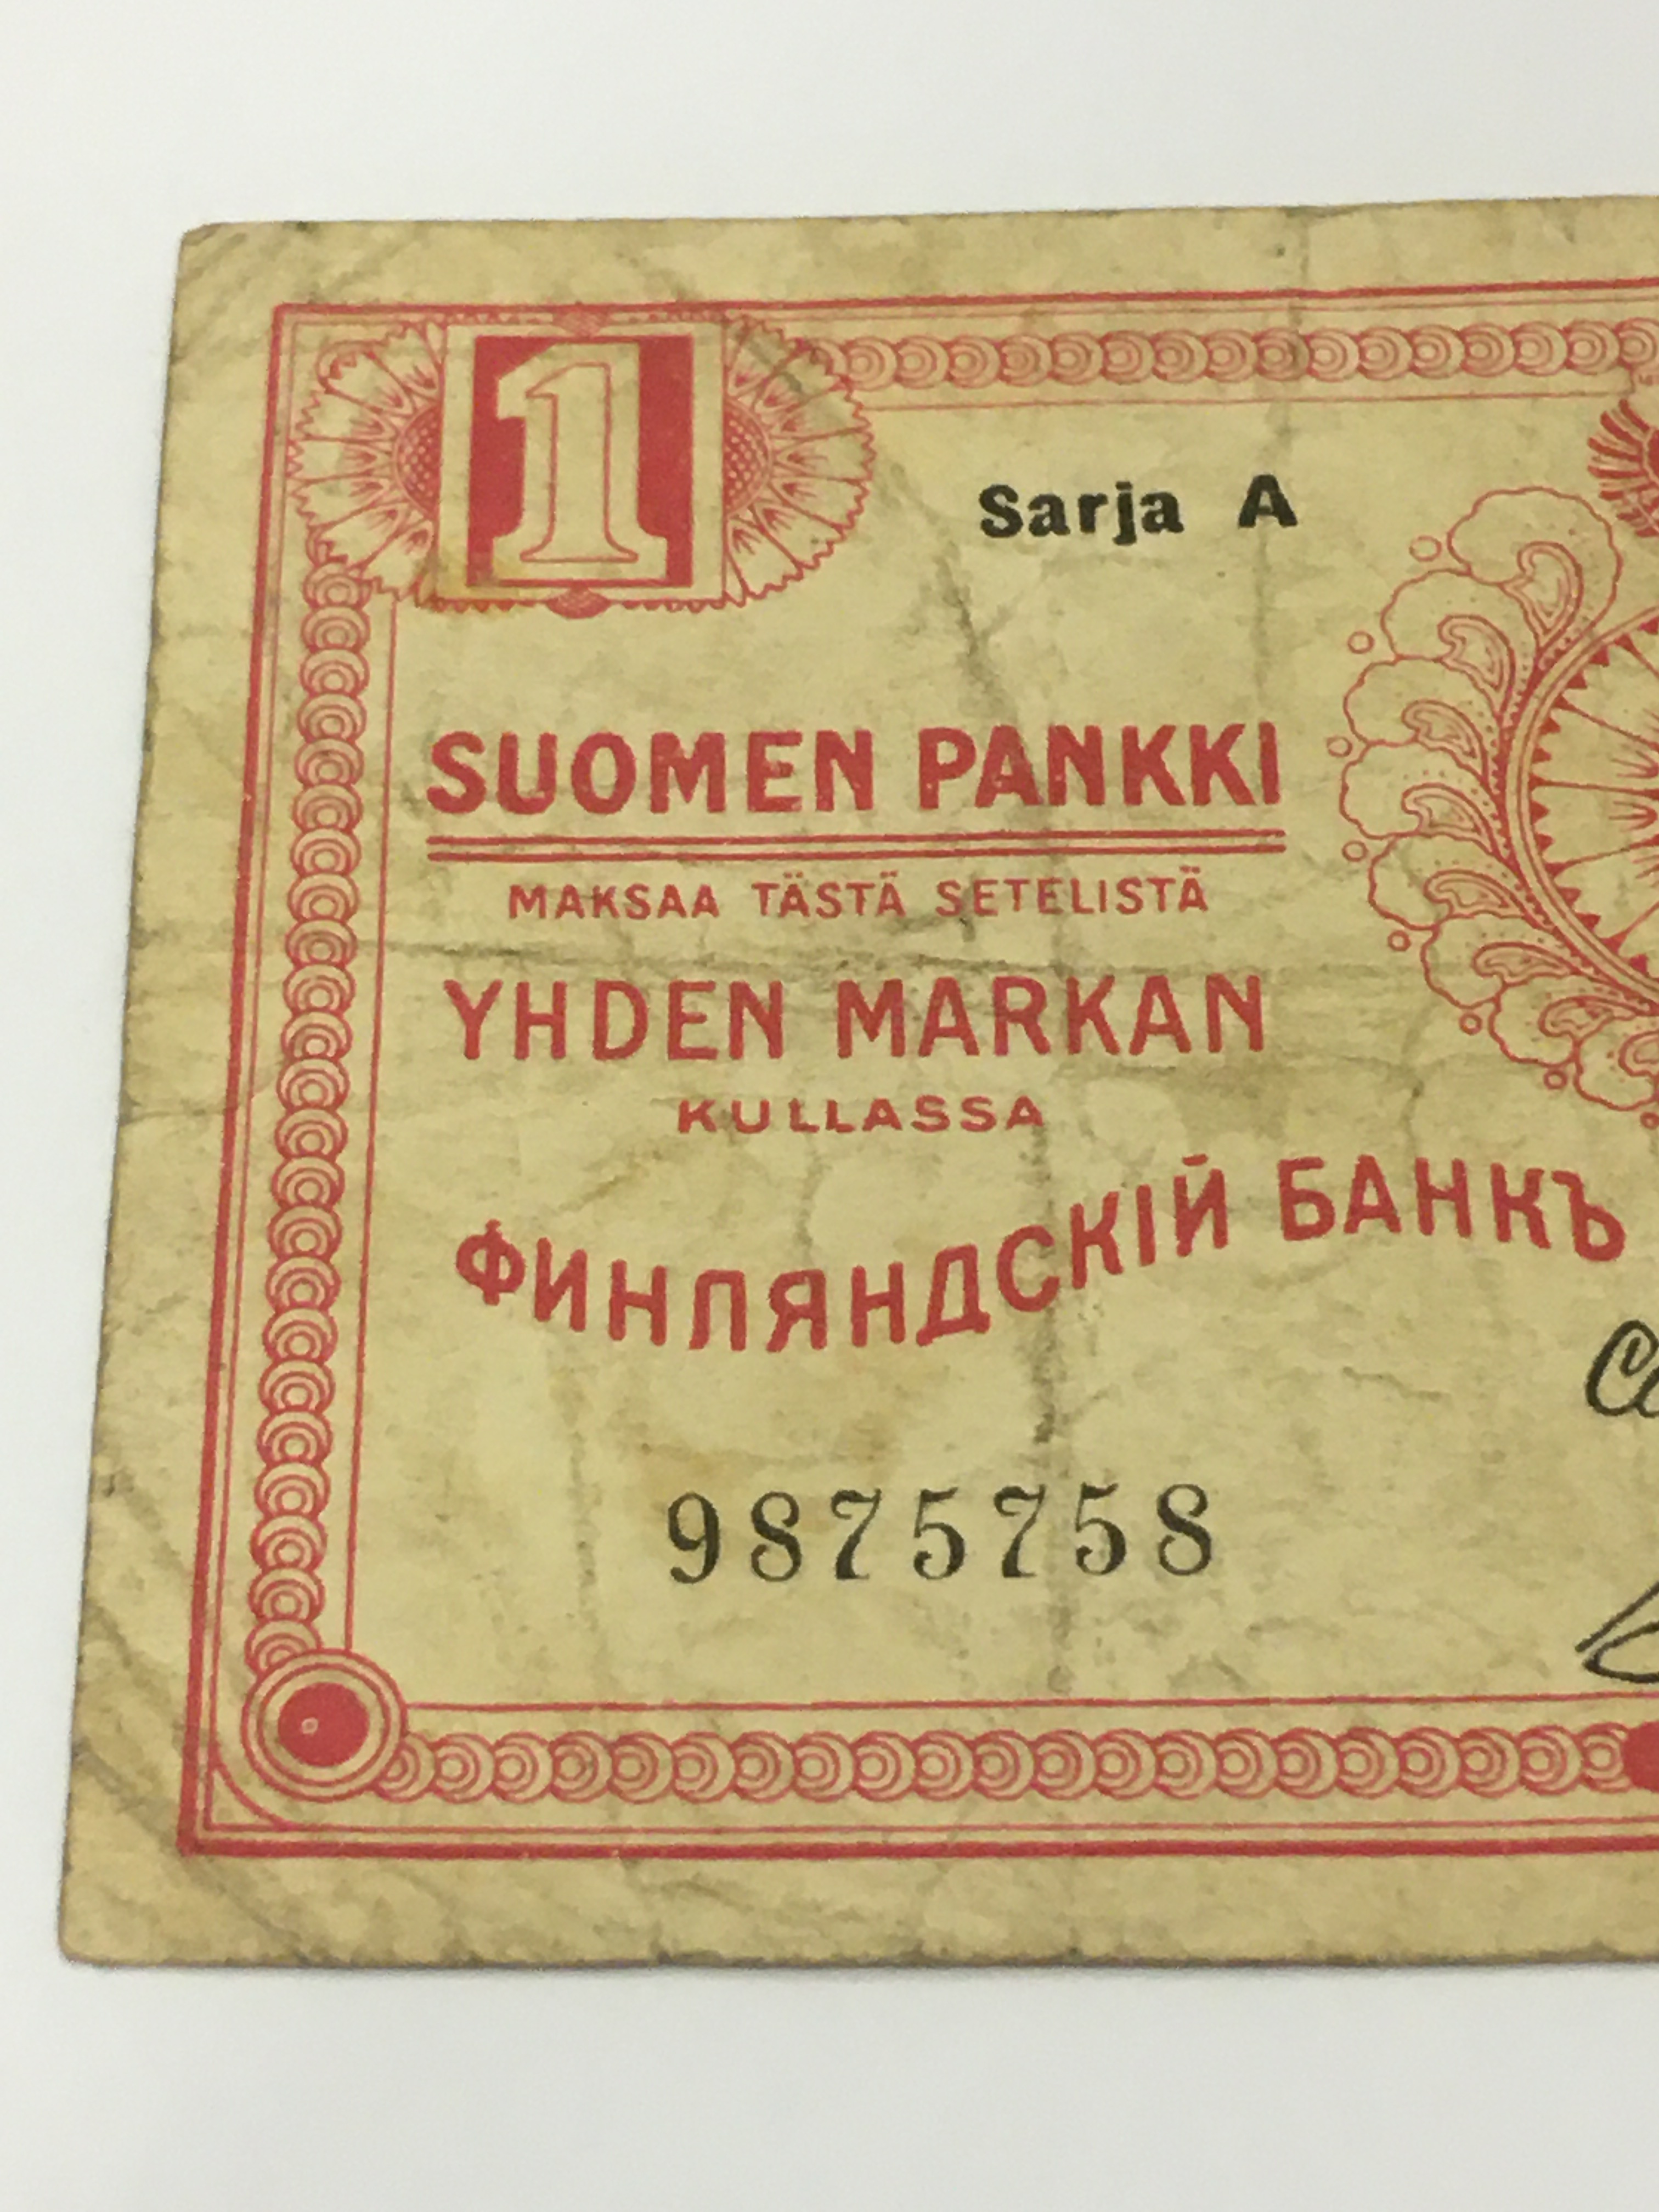 1
Sarja A
SUOMEN PANKKI
MAKSAA TÄSTÄ SETELISTÄ
YHDEN MARKAN
KULLASSA
ФИНЛЯНДСКІЙ БАНКЪ
9875758